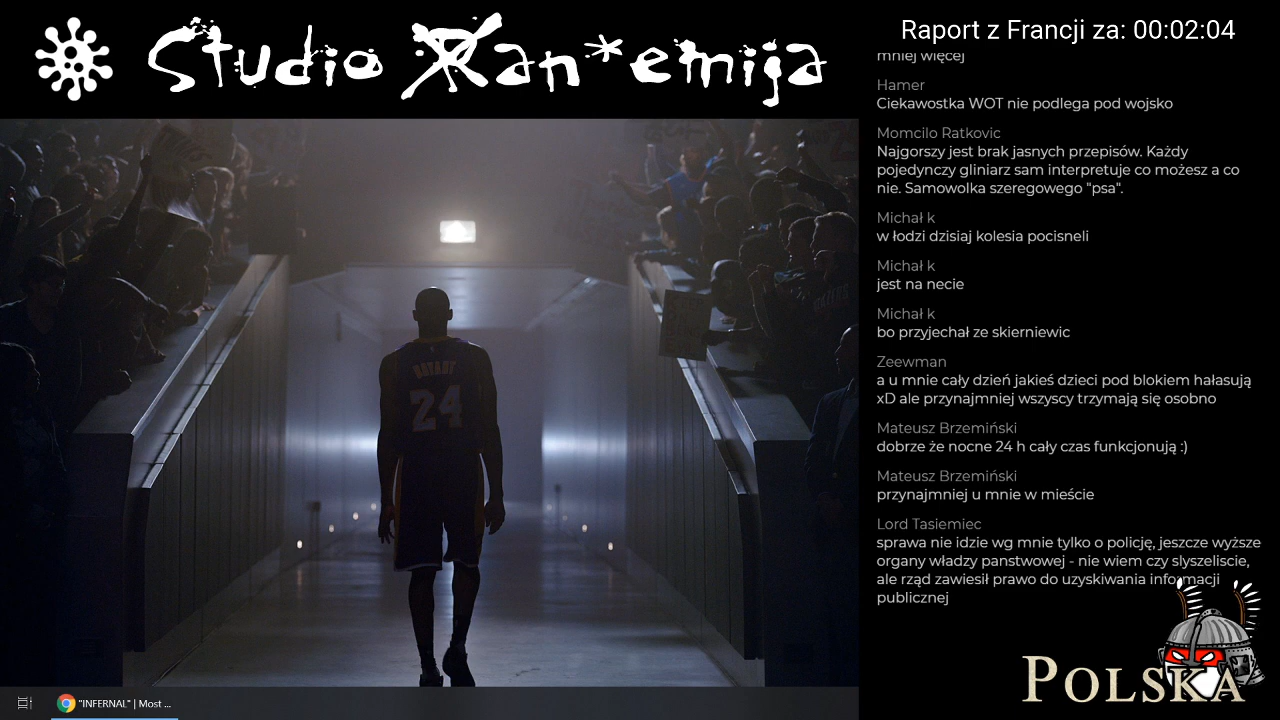 Studio Xan*emija
Raport z Francji za: 00:02:04
mniej więcej
Hamer
Ciekawostka WOT nie podlega pod wojsko
Momcilo Ratkovic
Najgorszy jest brak jasnych przepisów. Każdy
pojedynczy gliniarz sam interpretuje co możesz a co
nie. Samowolka szeregowego "psa".
Michał k
w łodzi dzisiaj kolesia pocisneli
Michał k
jest na necie
Michał k
bo przyjechał ze skierniewic
Zeewman
a u mnie cały dzień jakieś dzieci pod blokiem hałasują
xD ale przynajmniej wszyscy trzymają się osobno
Mateusz Brzemiński
dobrze że nocne 24 h cały czas funkcjonują :)
Mateusz Brzemiński
przynajmniej u mnie w mieście
Lord Tasiemiec
sprawa nie idzie wg mnie tylko o policję, jeszcze wyższe
organy władzy panstwowej - nie wiem czy slyszeliscie,
ale rząd zawiesił prawo do uzyskiwania informacji
publicznej
BRYANT
24
POLSKA
"INFERNAL" | Most ...